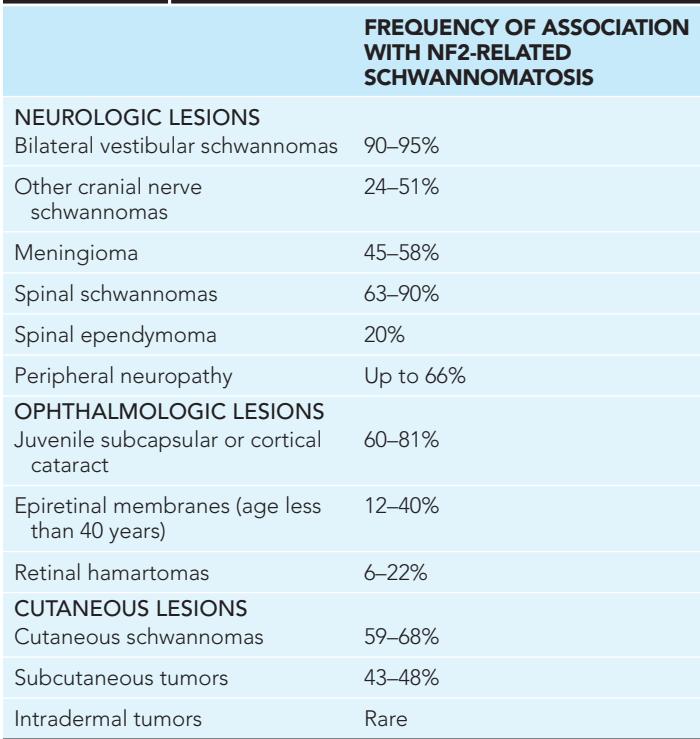 FREQUENCY OF ASSOCIATION
WITH NF2-RELATED
SCHWANNOMATOSIS
NEUROLOGIC LESIONS
Bilateral vestibular schwannomas 90–95%
Other cranial nerve 24–51%
schwannomas
Meningioma 45–58%
Spinal schwannomas 63–90%
Spinal ependymoma 20%
Peripheral neuropathy Up to 66%
OPHTHALMOLOGIC LESIONS
Juvenile subcapsular or cortical 60–81%
cataract
Epiretinal membranes (age less 12–40%
than 40 years)
Retinal hamartomas 6–22%
CUTANEOUS LESIONS
Cutaneous schwannomas 59–68%
Subcutaneous tumors 43–48%
Intradermal tumors Rare